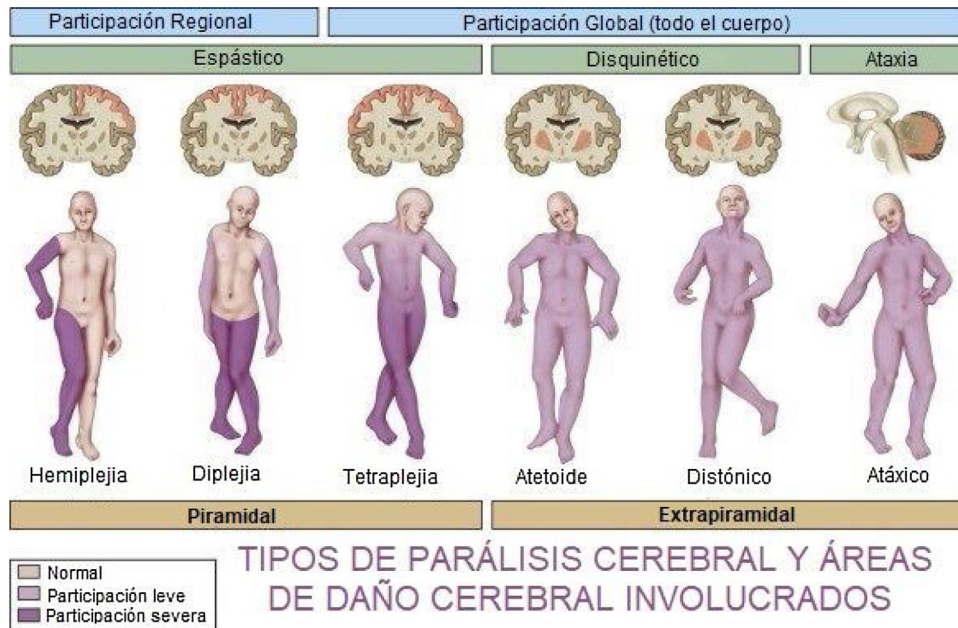 Participación Regional
Participación Global (todo el cuerpo)
Espástico
Disquinético
Ataxia
Hemiplejia
Diplejia
Tetraplejia
Atetoide
Distónico
Atáxico
Piramidal
Extrapiramidal
Normal
Participación leve
Participación severa
TIPOS DE PARÁLISIS CEREBRAL Y ÁREAS
DE DAÑO CEREBRAL INVOLUCRADOS